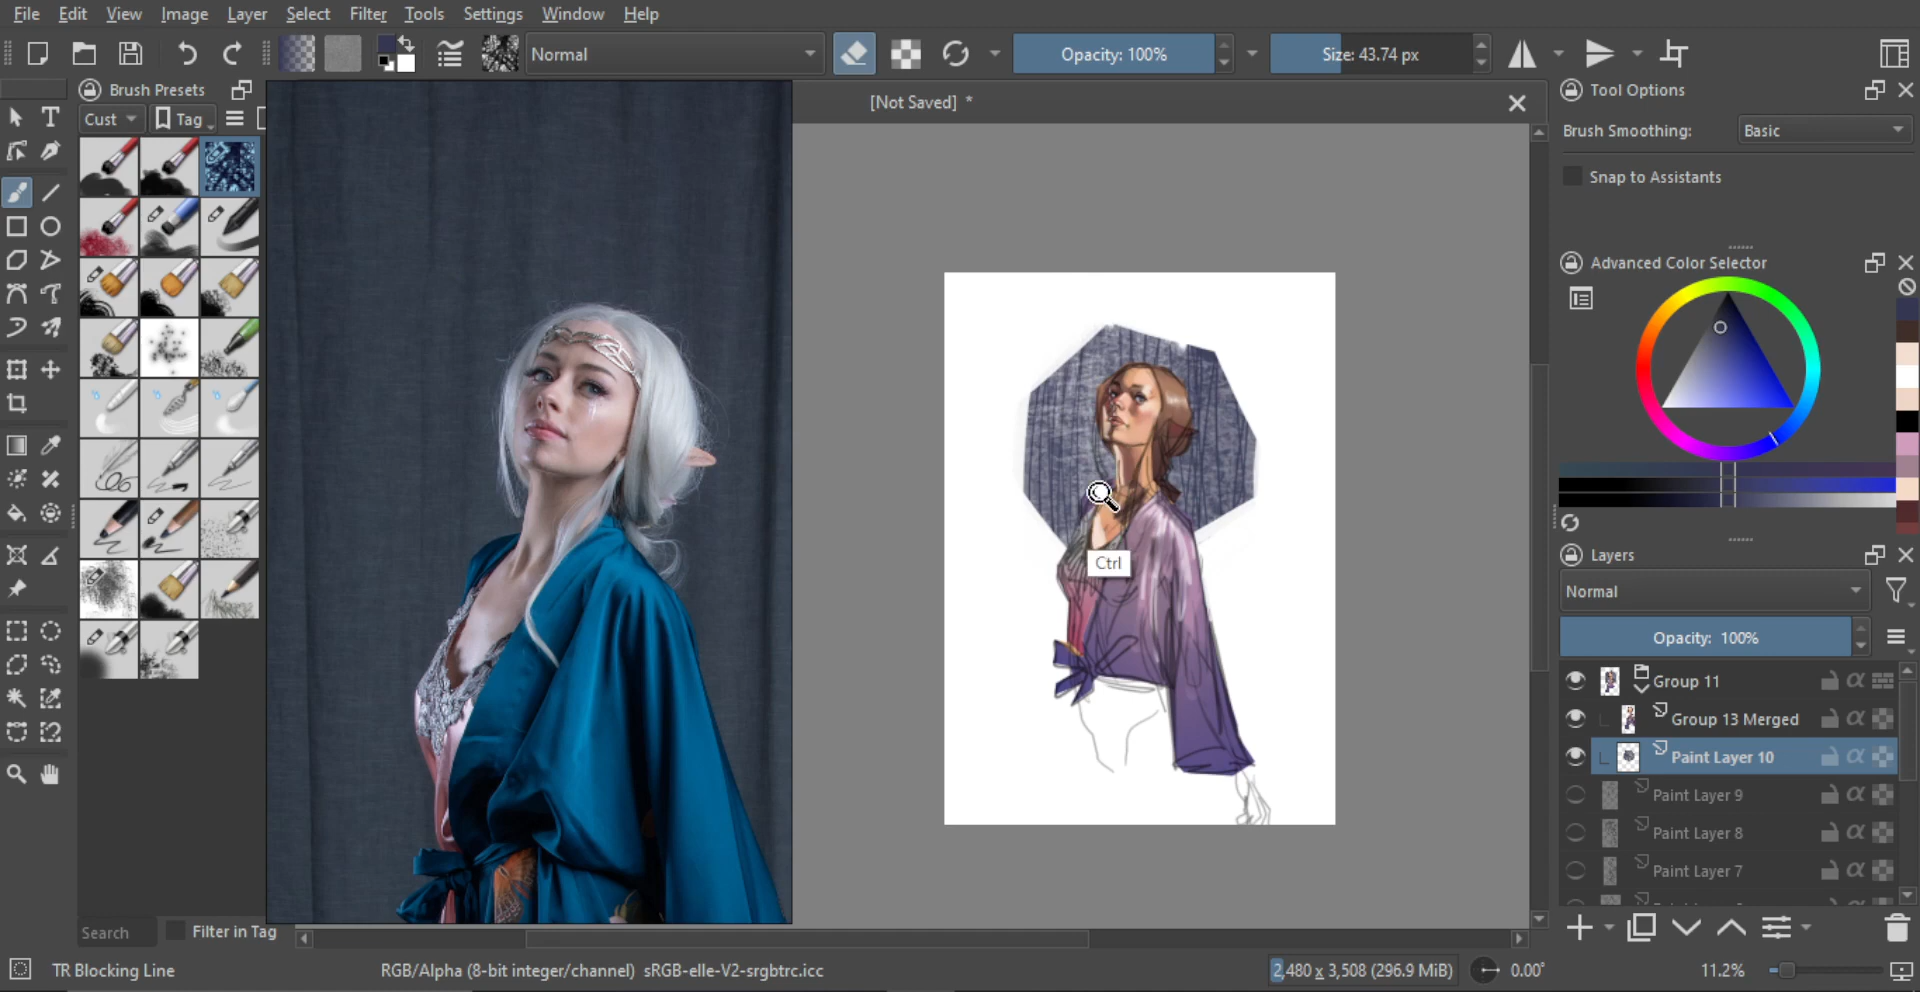 File Edit View Image Layer Select Filter Tools Settings Window Help
Normal Opacity: 100% Size: 43.74 px
Brush Presets
[Not Saved] *
Tool Options
Cust Tag
Brush Smoothing: Basic
Snap to Assistants
Advanced Color Selector
Ctrl
Layers
Normal
Opacity: 100%
Group 11
Group 13 Merged
Paint Layer 10
Paint Layer 9
Paint Layer 8
Paint Layer 7
Search Filter in Tag
TR Blocking Line RGB/Alpha (8-bit integer/channel) sRGB-elle-V2-srgbtrc.icc 2,480 x 3,508 (296.9 MiB) 0.00° 11.2%